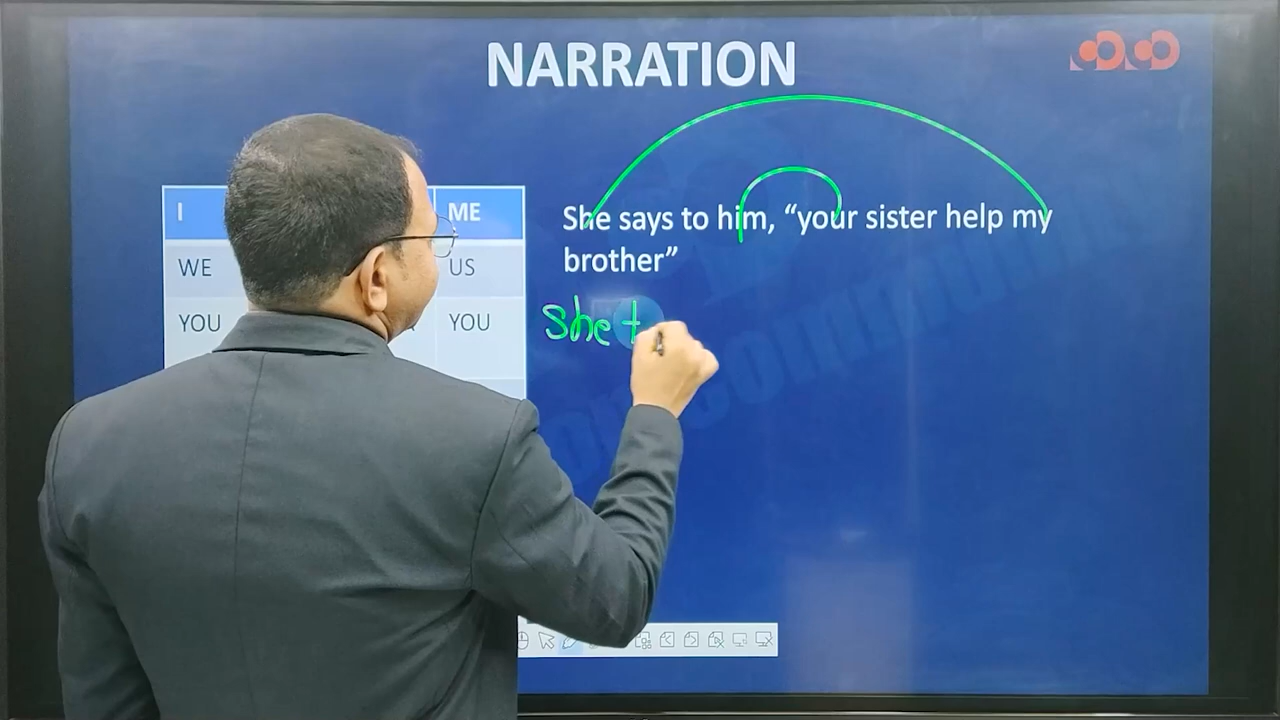 NARRATION
I ME
WE US
YOU YOU
She says to him, “your sister help my
brother”
she t